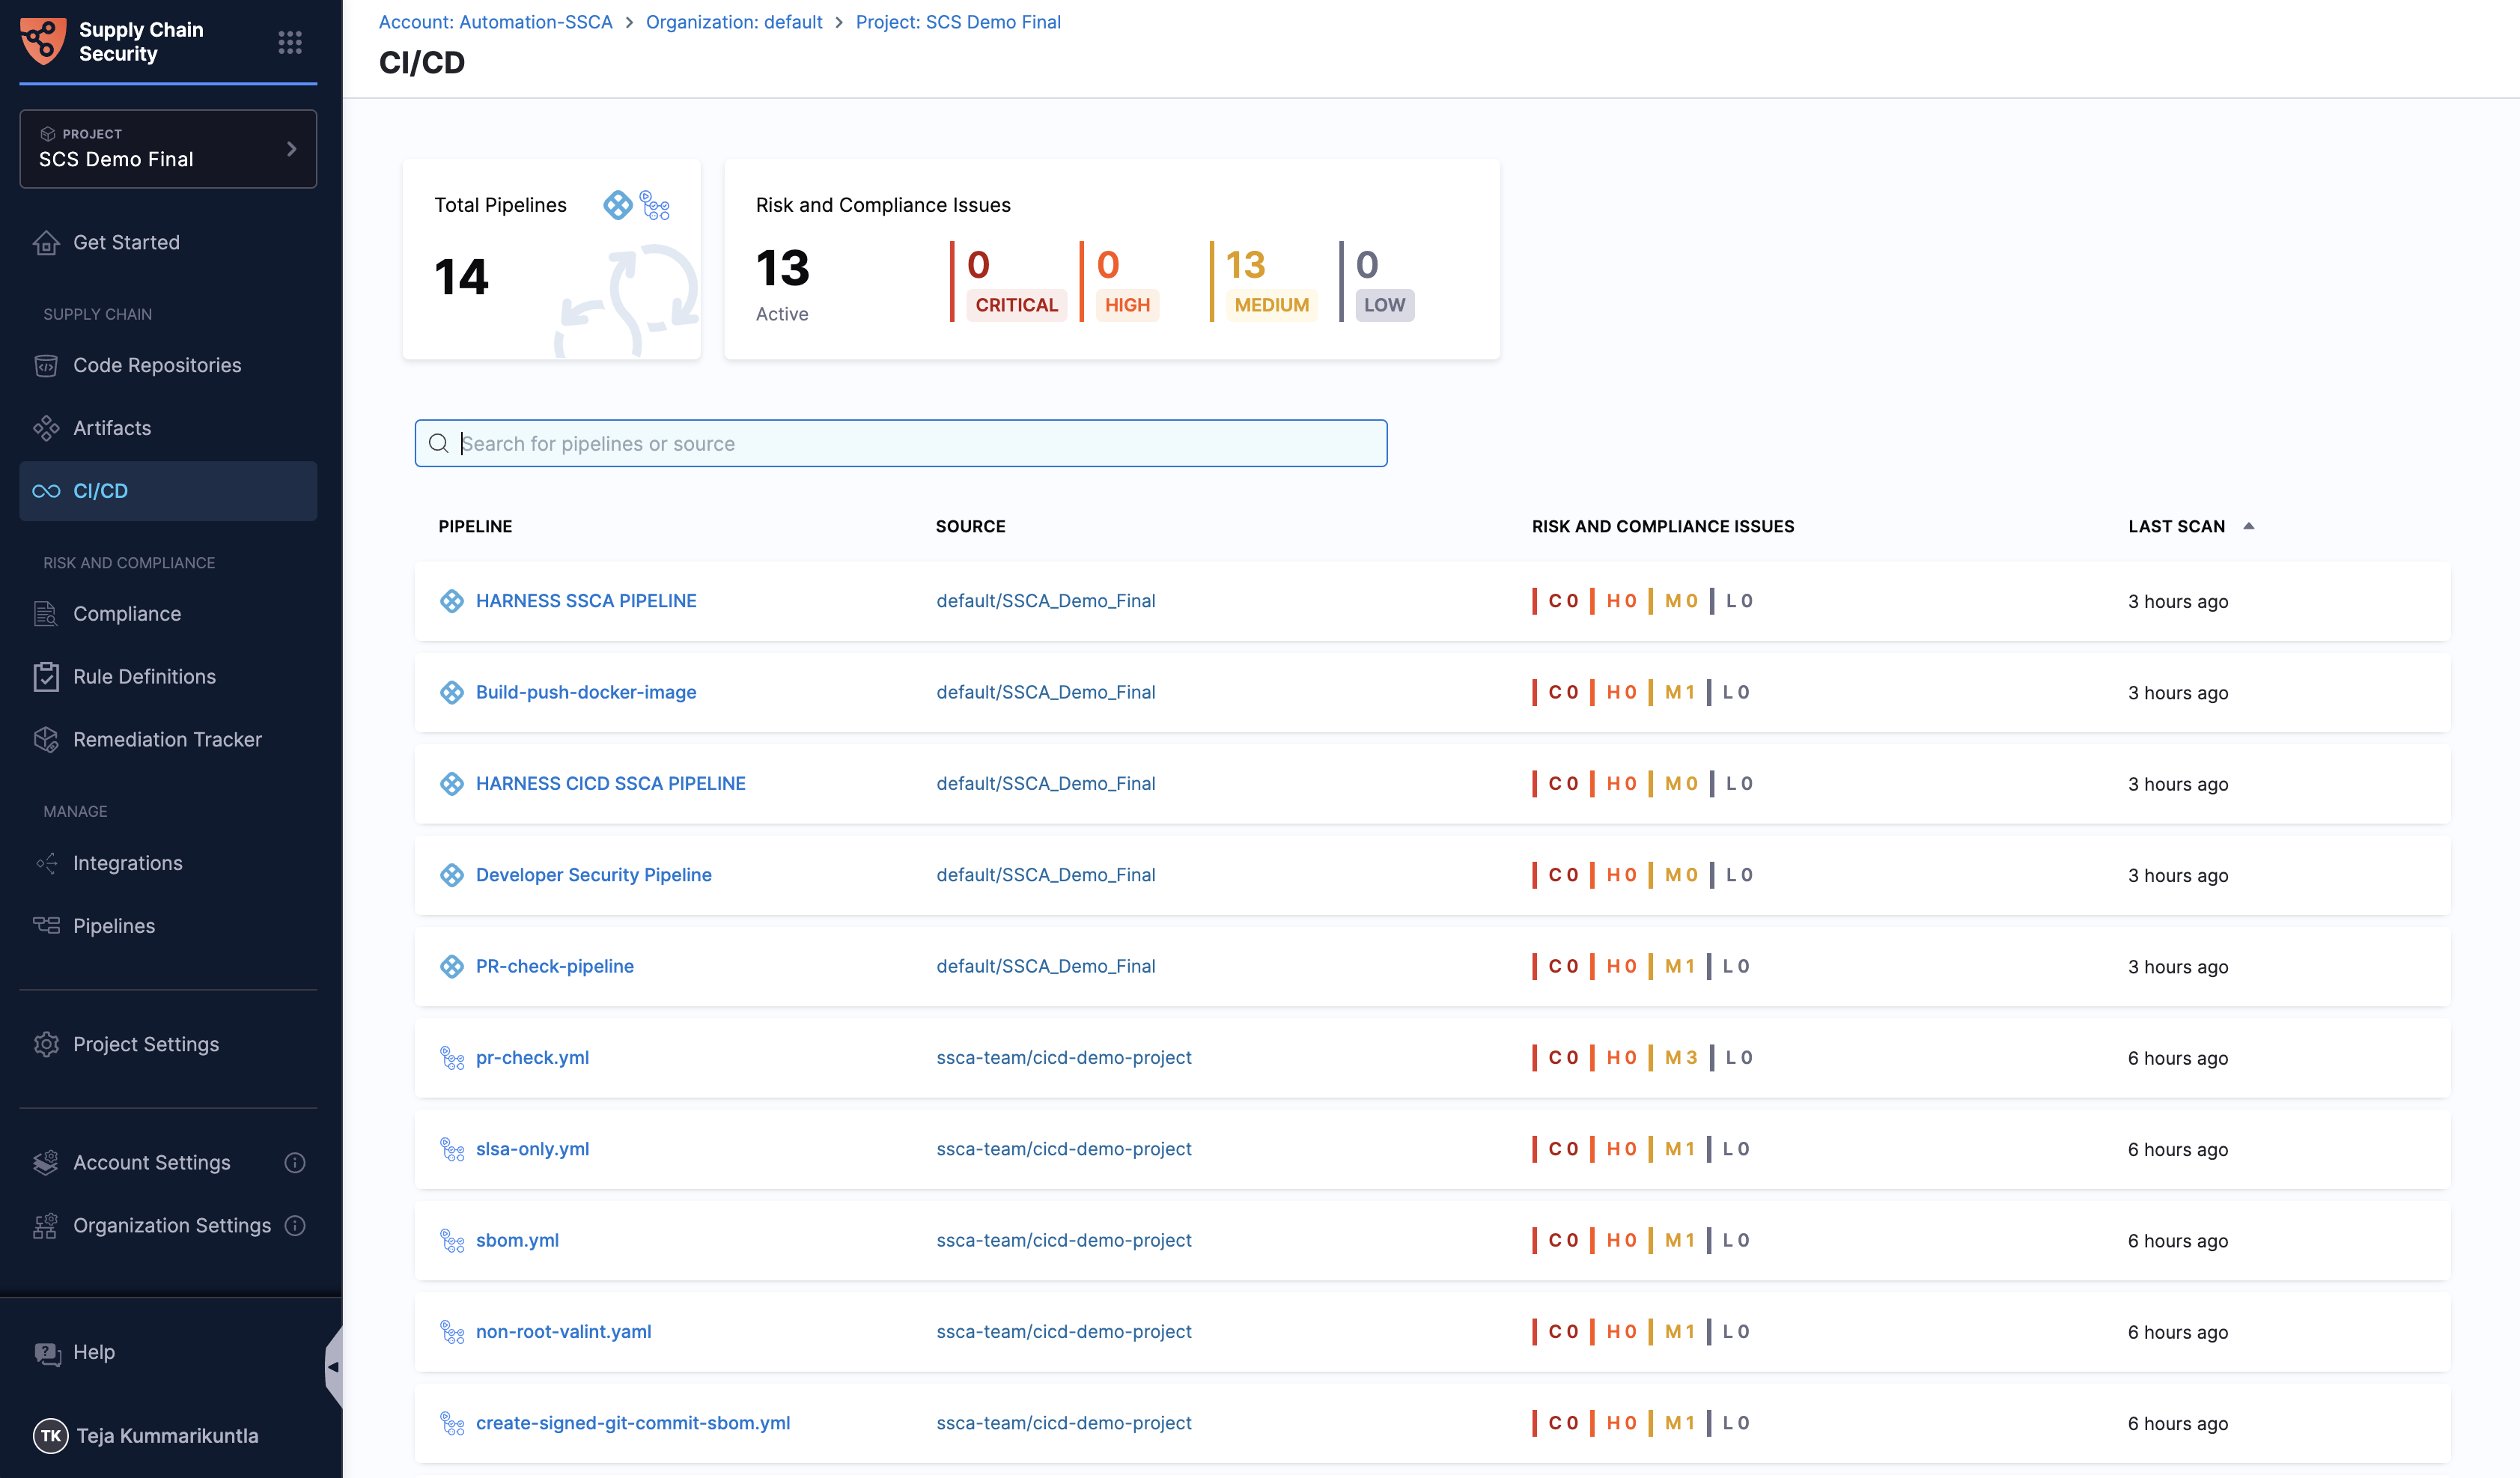 Supply Chain
Security
PROJECT
SCS Demo Final
Get Started
SUPPLY CHAIN
Code Repositories
Artifacts
CI/CD
RISK AND COMPLIANCE
Compliance
Rule Definitions
Remediation Tracker
MANAGE
Integrations
Pipelines
Project Settings
Account Settings
Organization Settings
Help
TK Teja Kummarikuntla
Account: Automation-SSCA > Organization: default > Project: SCS Demo Final
CI/CD
Total Pipelines
14
Risk and Compliance Issues
13
Active
0
CRITICAL
0
HIGH
13
MEDIUM
0
LOW
Search for pipelines or source
PIPELINE SOURCE RISK AND COMPLIANCE ISSUES LAST SCAN
HARNESS SSCA PIPELINE default/SSCA_Demo_Final C 0 H 0 M 0 L 0 3 hours ago
Build-push-docker-image default/SSCA_Demo_Final C 0 H 0 M 1 L 0 3 hours ago
HARNESS CICD SSCA PIPELINE default/SSCA_Demo_Final C 0 H 0 M 0 L 0 3 hours ago
Developer Security Pipeline default/SSCA_Demo_Final C 0 H 0 M 0 L 0 3 hours ago
PR-check-pipeline default/SSCA_Demo_Final C 0 H 0 M 1 L 0 3 hours ago
pr-check.yml ssca-team/cicd-demo-project C 0 H 0 M 3 L 0 6 hours ago
slsa-only.yml ssca-team/cicd-demo-project C 0 H 0 M 1 L 0 6 hours ago
sbom.yml ssca-team/cicd-demo-project C 0 H 0 M 1 L 0 6 hours ago
non-root-valint.yaml ssca-team/cicd-demo-project C 0 H 0 M 1 L 0 6 hours ago
create-signed-git-commit-sbom.yml ssca-team/cicd-demo-project C 0 H 0 M 1 L 0 6 hours ago